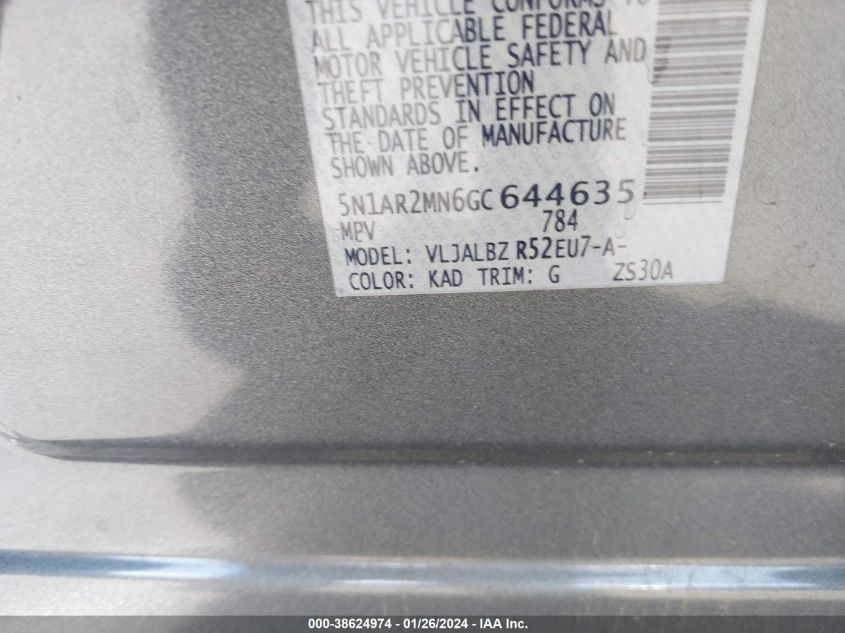 THIS VEHICLE CONFORMS TO
ALL APPLICABLE FEDERAL
MOTOR VEHICLE SAFETY AND
THEFT PREVENTION
STANDARDS IN EFFECT ON
THE DATE OF MANUFACTURE
SHOWN ABOVE.
5N1AR2MN6GC644635
MPV 784
MODEL: VLJALBZ R52EU7-A-
COLOR: KAD TRIM: G ZS30A
000-38624974 - 01/26/2024 - IAA Inc.